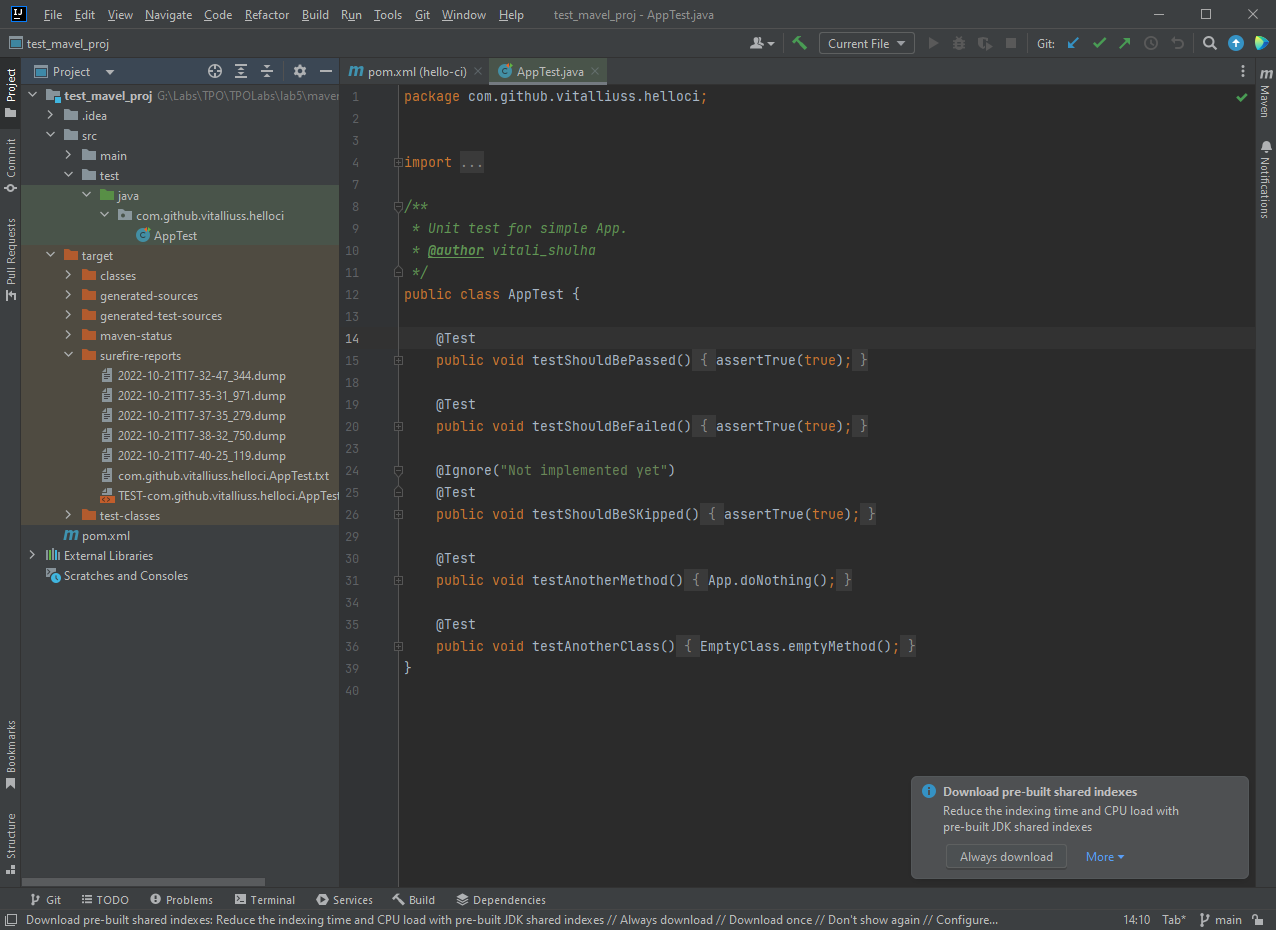 IJ File Edit View Navigate Code Refactor Build Run Tools Git Window Help test_mavel_proj - AppTest.java
test_mavel_proj
Current File
Git:
Project
Commit
Pull Requests
Bookmarks
Structure
Project
test_mavel_proj G:\Labs\TPO\TPOLabs\lab5\maven
.idea
src
main
test
java
com.github.vitalliuss.helloci
AppTest
target
classes
generated-sources
generated-test-sources
maven-status
surefire-reports
2022-10-21T17-32-47_344.dump
2022-10-21T17-35-31_971.dump
2022-10-21T17-37-35_279.dump
2022-10-21T17-38-32_750.dump
2022-10-21T17-40-25_119.dump
com.github.vitalliuss.helloci.AppTest.txt
TEST-com.github.vitalliuss.helloci.AppTest
test-classes
m pom.xml
External Libraries
Scratches and Consoles
m pom.xml (hello-ci) AppTest.java
1 package com.github.vitalliuss.helloci;
2
3
4 import ...
7
8 /**
9 * Unit test for simple App.
10 * @author vitali_shulha
11 */
12 public class AppTest {
13
14 @Test
15 public void testShouldBePassed() { assertTrue(true); }
18
19 @Test
20 public void testShouldBeFailed() { assertTrue(true); }
23
24 @Ignore("Not implemented yet")
25 @Test
26 public void testShouldBeSKipped() { assertTrue(true); }
29
30 @Test
31 public void testAnotherMethod() { App.doNothing(); }
34
35 @Test
36 public void testAnotherClass() { EmptyClass.emptyMethod(); }
39 }
40
m Maven
Notifications
Download pre-built shared indexes
Reduce the indexing time and CPU load with
pre-built JDK shared indexes
Always download More
Git TODO Problems Terminal Services Build Dependencies
Download pre-built shared indexes: Reduce the indexing time and CPU load with pre-built JDK shared indexes // Always download // Download once // Don't show again // Configure... 14:10 Tab* main